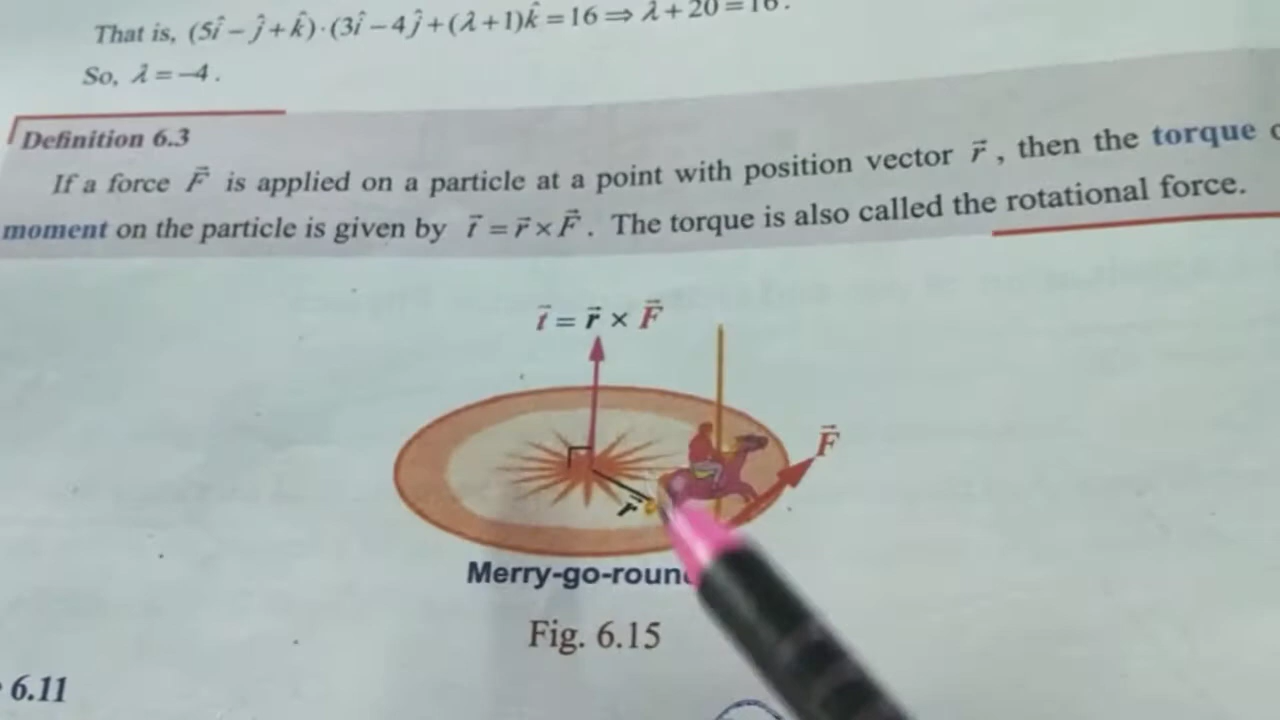 That is, (5î – ĵ + k̂)·(3î – 4ĵ + (λ+1)k̂ = 16 ⇒ λ + 20 = 16.
So, λ = –4.
Definition 6.3
If a force F⃗ is applied on a particle at a point with position vector r⃗, then the torque
moment on the particle is given by t⃗ = r⃗ × F⃗. The torque is also called the rotational force.
t⃗ = r⃗ × F⃗
F⃗
r⃗
Merry-go-roun
Fig. 6.15
6.11